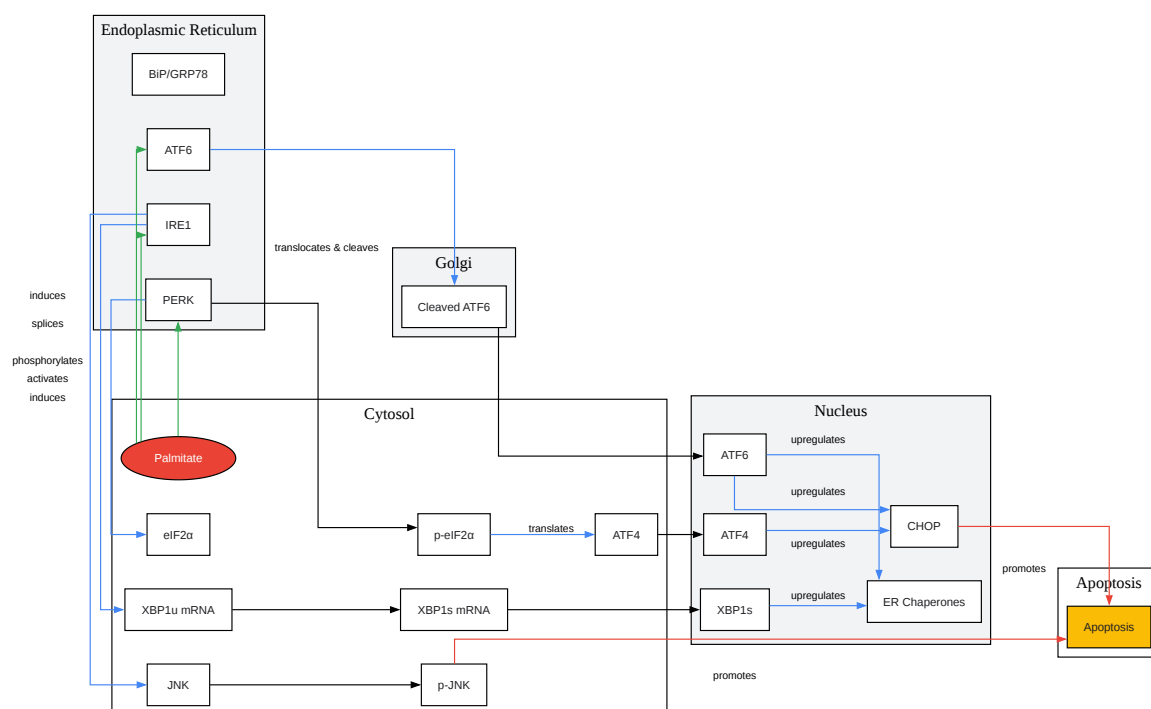 Endoplasmic Reticulum
BiP/GRP78
ATF6
IRE1
translocates & cleaves
Golgi
PERK
Cleaved ATF6
induces
splices
phosphorylates
activates
induces
Cytosol
Nucleus
Palmitate
ATF6
upregulates
upregulates
eIF2α
p-eIF2α
translates
ATF4
ATF4
CHOP
upregulates
promotes
Apoptosis
XBP1u mRNA
XBP1s mRNA
XBP1s
upregulates
ER Chaperones
Apoptosis
JNK
p-JNK
promotes